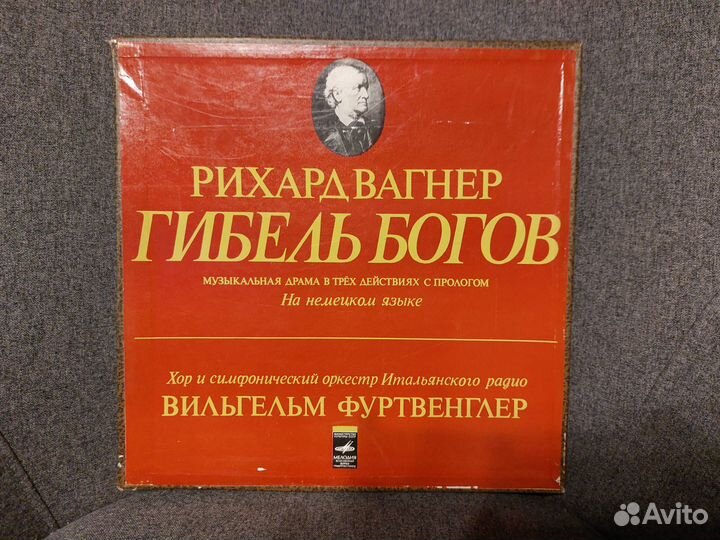 РИХАРД ВАГНЕР
ГИБЕЛЬ БОГОВ
МУЗЫКАЛЬНАЯ ДРАМА В ТРЁХ ДЕЙСТВИЯХ С ПРОЛОГОМ
На немецком языке
Хор и симфонический оркестр Итальянского радио
ВИЛЬГЕЛЬМ ФУРТВЕНГЛЕР
МЕЛОДИЯ
Avito